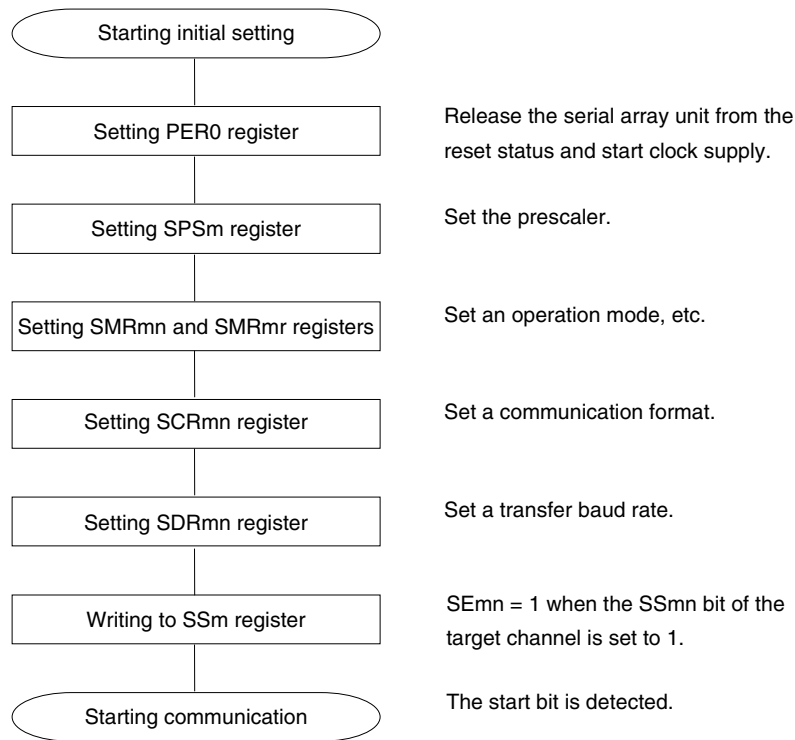 Starting initial setting
Setting PER0 register
Release the serial array unit from the
reset status and start clock supply.
Setting SPSm register
Set the prescaler.
Setting SMRmn and SMRmr registers
Set an operation mode, etc.
Setting SCRmn register
Set a communication format.
Setting SDRmn register
Set a transfer baud rate.
Writing to SSm register
SEmn = 1 when the SSmn bit of the
target channel is set to 1.
Starting communication
The start bit is detected.